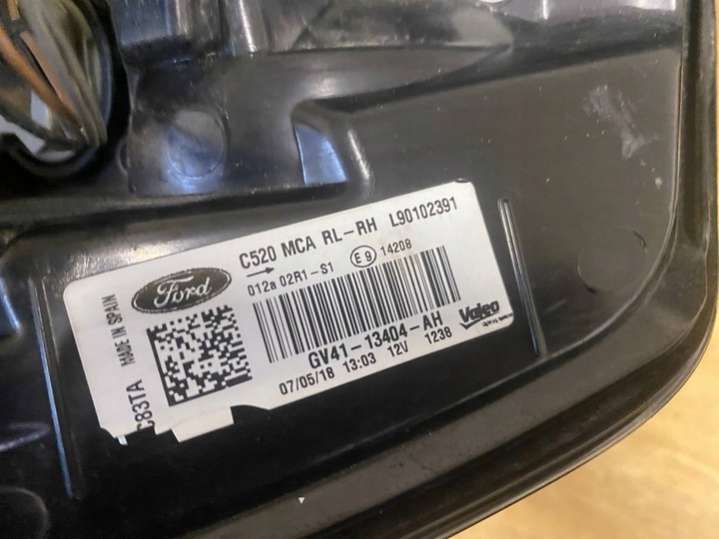 C520 MCA RL-RH L90102391
Ford
012a 02R1-S1 E9 14208
MADE IN SPAIN
C83TA
GV41-13404-AH
07/05/18 13:03 12V 1238
Valeo